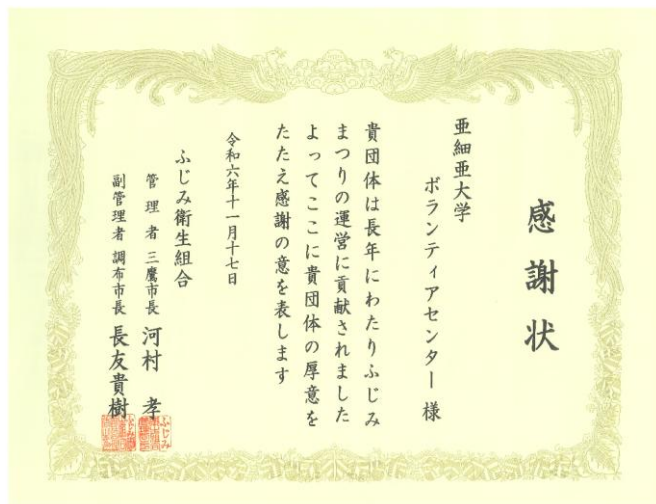 感謝状
亜細亜大学
ボランティアセンター様
貴団体は長年にわたりふじみ
まつりの運営に貢献されました
よってここに貴団体の厚意を
たたえ感謝の意を表します
令和六年十一月十七日
ふじみ衛生組合
管理者 三鷹市長 河村 孝
副管理者 調布市長 長友貴樹